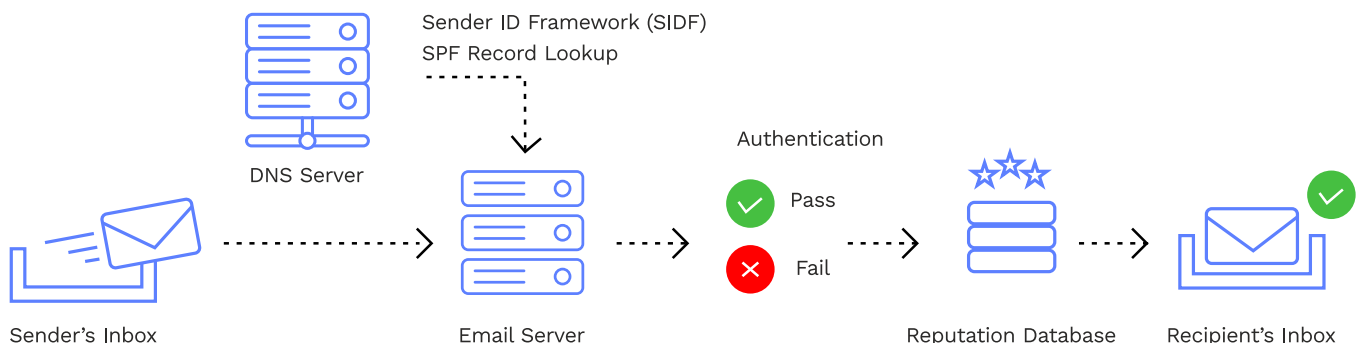 Sender ID Framework (SIDF)
SPF Record Lookup
DNS Server
Authentication
Pass
Fail
Sender’s Inbox
Email Server
Reputation Database
Recipient’s Inbox